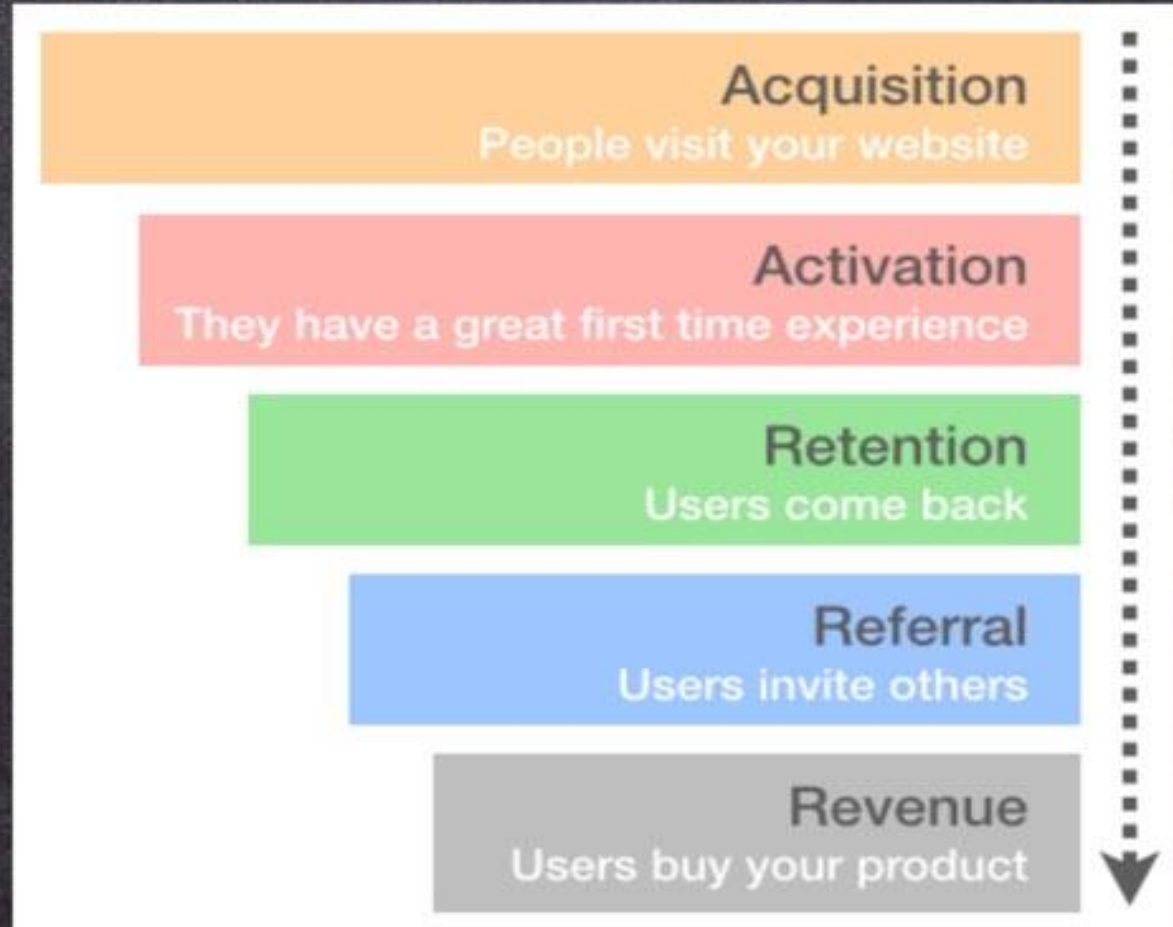 Acquisition
People visit your website
Activation
They have a great first time experience
Retention
Users come back
Referral
Users invite others
Revenue
Users buy your product